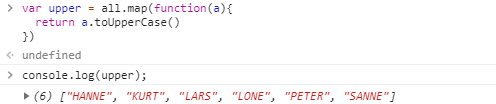 > var upper = all.map(function(a){
return a.toUpperCase()
})
undefined
> console.log(upper);
(6) ["HANNE", "KURT", "LARS", "LONE", "PETER", "SANNE"]